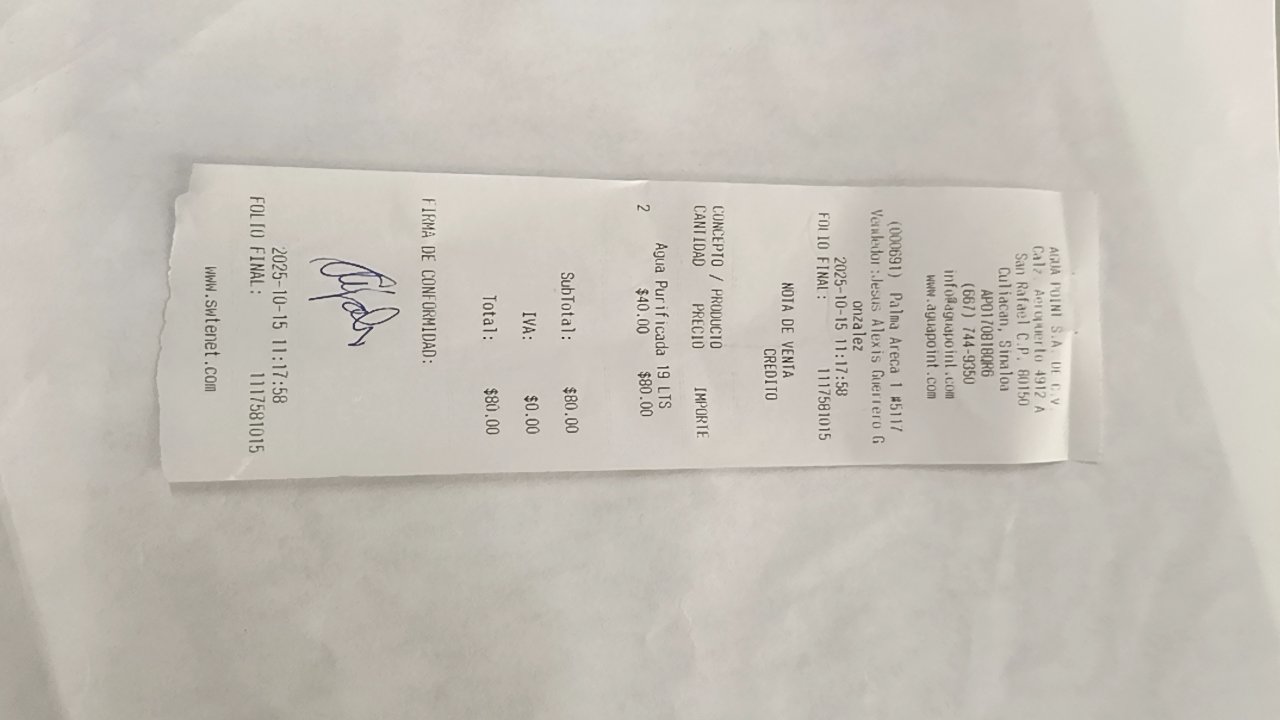 AGUA POINT S.A. DE C.V.
Calz Aeropuerto 4912 A
San Rafael C.P. 80150
Culiacan, Sinaloa
APO170818QR6
(667) 744-9350
info@aguapoint.com
www.aguapoint.com
(000691) Palma Areca 1 #5117
Vendedor:Jesus Alexis Guerrero G
onzalez
2025-10-15 11:17:58
FOLIO FINAL: 1117581015
NOTA DE VENTA
CREDITO
CONCEPTO / PRODUCTO
CANTIDAD PRECIO IMPORTE
Agua Purificada 19 LTS
2 $40.00 $80.00
SubTotal: $80.00
IVA: $0.00
Total: $80.00
FIRMA DE CONFORMIDAD:
2025-10-15 11:17:58
FOLIO FINAL: 1117581015
www.swtenet.com